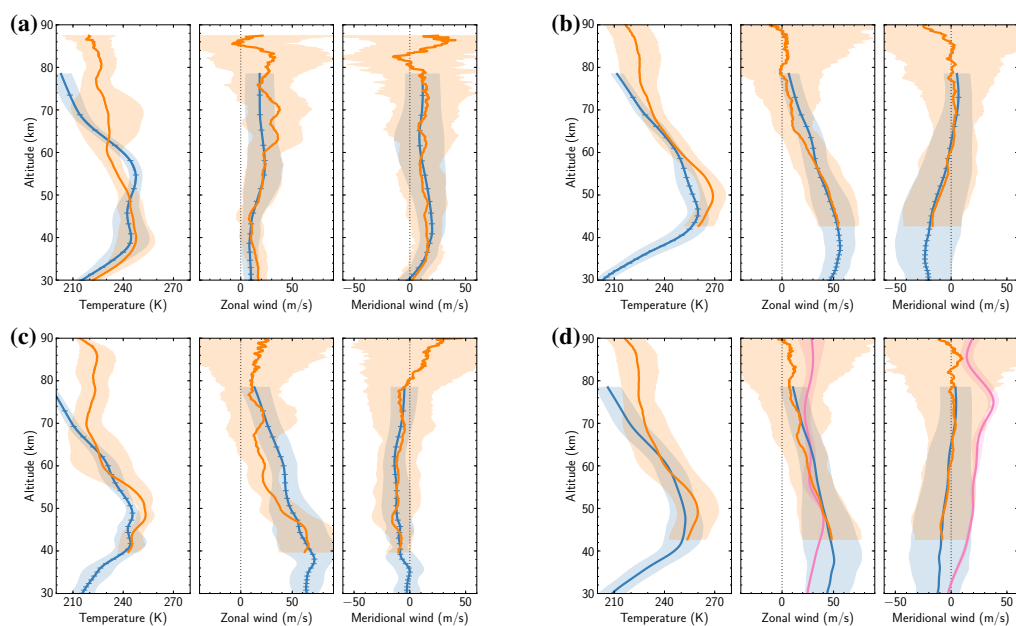 (a)
(b)
90
80
70
60
50
40
30
Altitude (km)
210 240 270
0 50
−50 0 50
Temperature (K)
Zonal wind (m/s)
Meridional wind (m/s)
90
80
70
60
50
40
30
Altitude (km)
210 240 270
0 50
−50 0 50
Temperature (K)
Zonal wind (m/s)
Meridional wind (m/s)
(c)
(d)
90
80
70
60
50
40
30
Altitude (km)
210 240 270
0 50
−50 0 50
Temperature (K)
Zonal wind (m/s)
Meridional wind (m/s)
90
80
70
60
50
40
30
Altitude (km)
210 240 270
0 50
−50 0 50
Temperature (K)
Zonal wind (m/s)
Meridional wind (m/s)